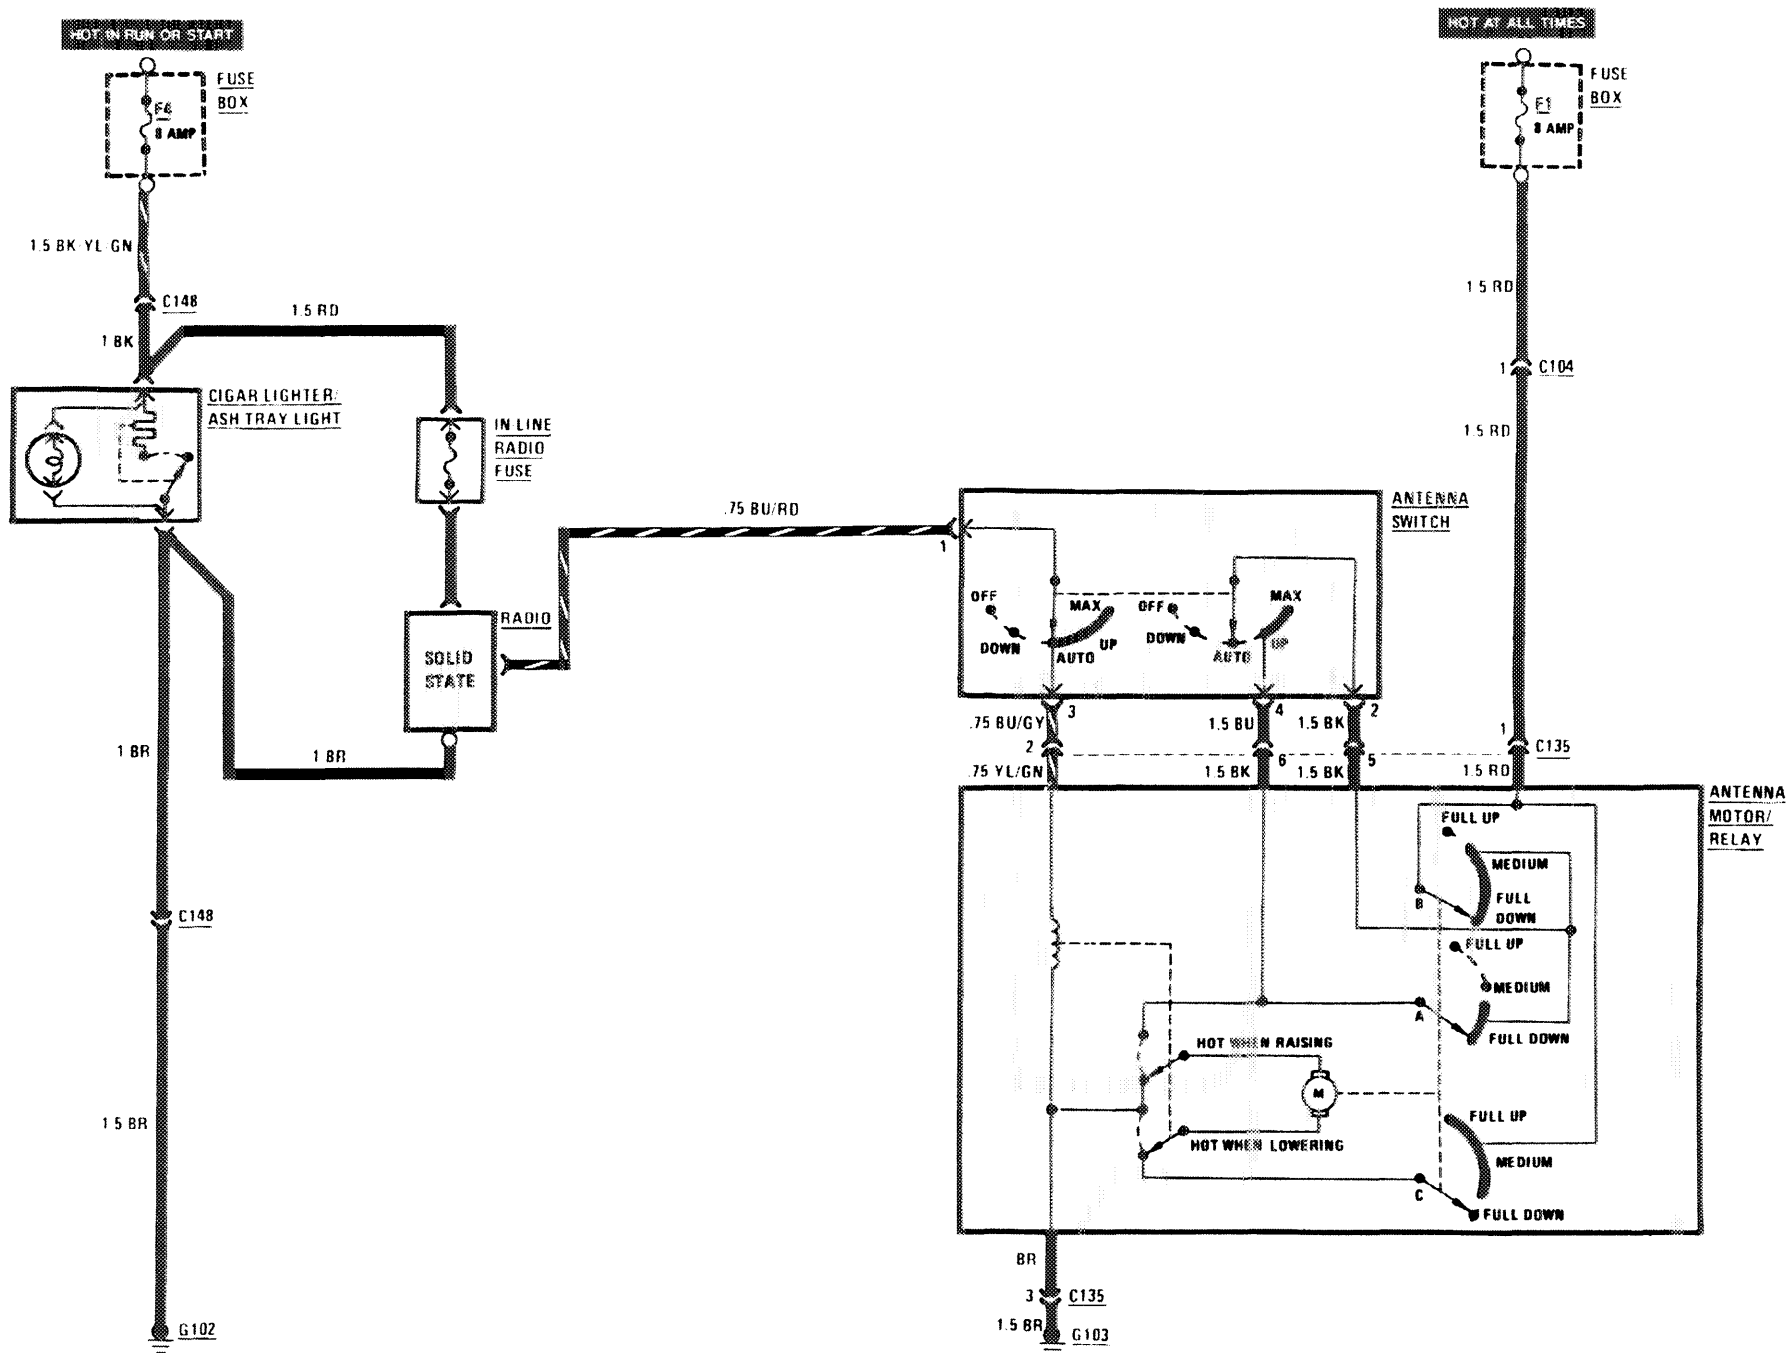 HOT IN RUN OR START
FUSE
BOX
F4
8 AMP
1.5 BK YL GN
C148
1 BK
1.5 RD
CIGAR LIGHTER/
ASH TRAY LIGHT
IN LINE
RADIO
FUSE
RADIO
SOLID
STATE
1 BR
1 BR
C148
1 5 BR
G102
.75 BU/RD
1
HOT AT ALL TIMES
FUSE
BOX
F1
8 AMP
1 5 RD
1
C104
1.5 RD
ANTENNA
SWITCH
OFF
DOWN
AUTO
UP
MAX
OFF
DOWN
AUTO
UP
MAX
3
4
2
.75 BU/GY
1.5 BU
1.5 BK
1
C135
2
6
5
.75 YL/GN
1.5 BK
1.5 BK
1.5 RD
ANTENNA
MOTOR/
RELAY
FULL UP
MEDIUM
B
FULL
DOWN
FULL UP
MEDIUM
A
FULL DOWN
HOT WHEN RAISING
M
HOT WHEN LOWERING
FULL UP
MEDIUM
C
FULL DOWN
BR
3
C135
1.5 BR
G103